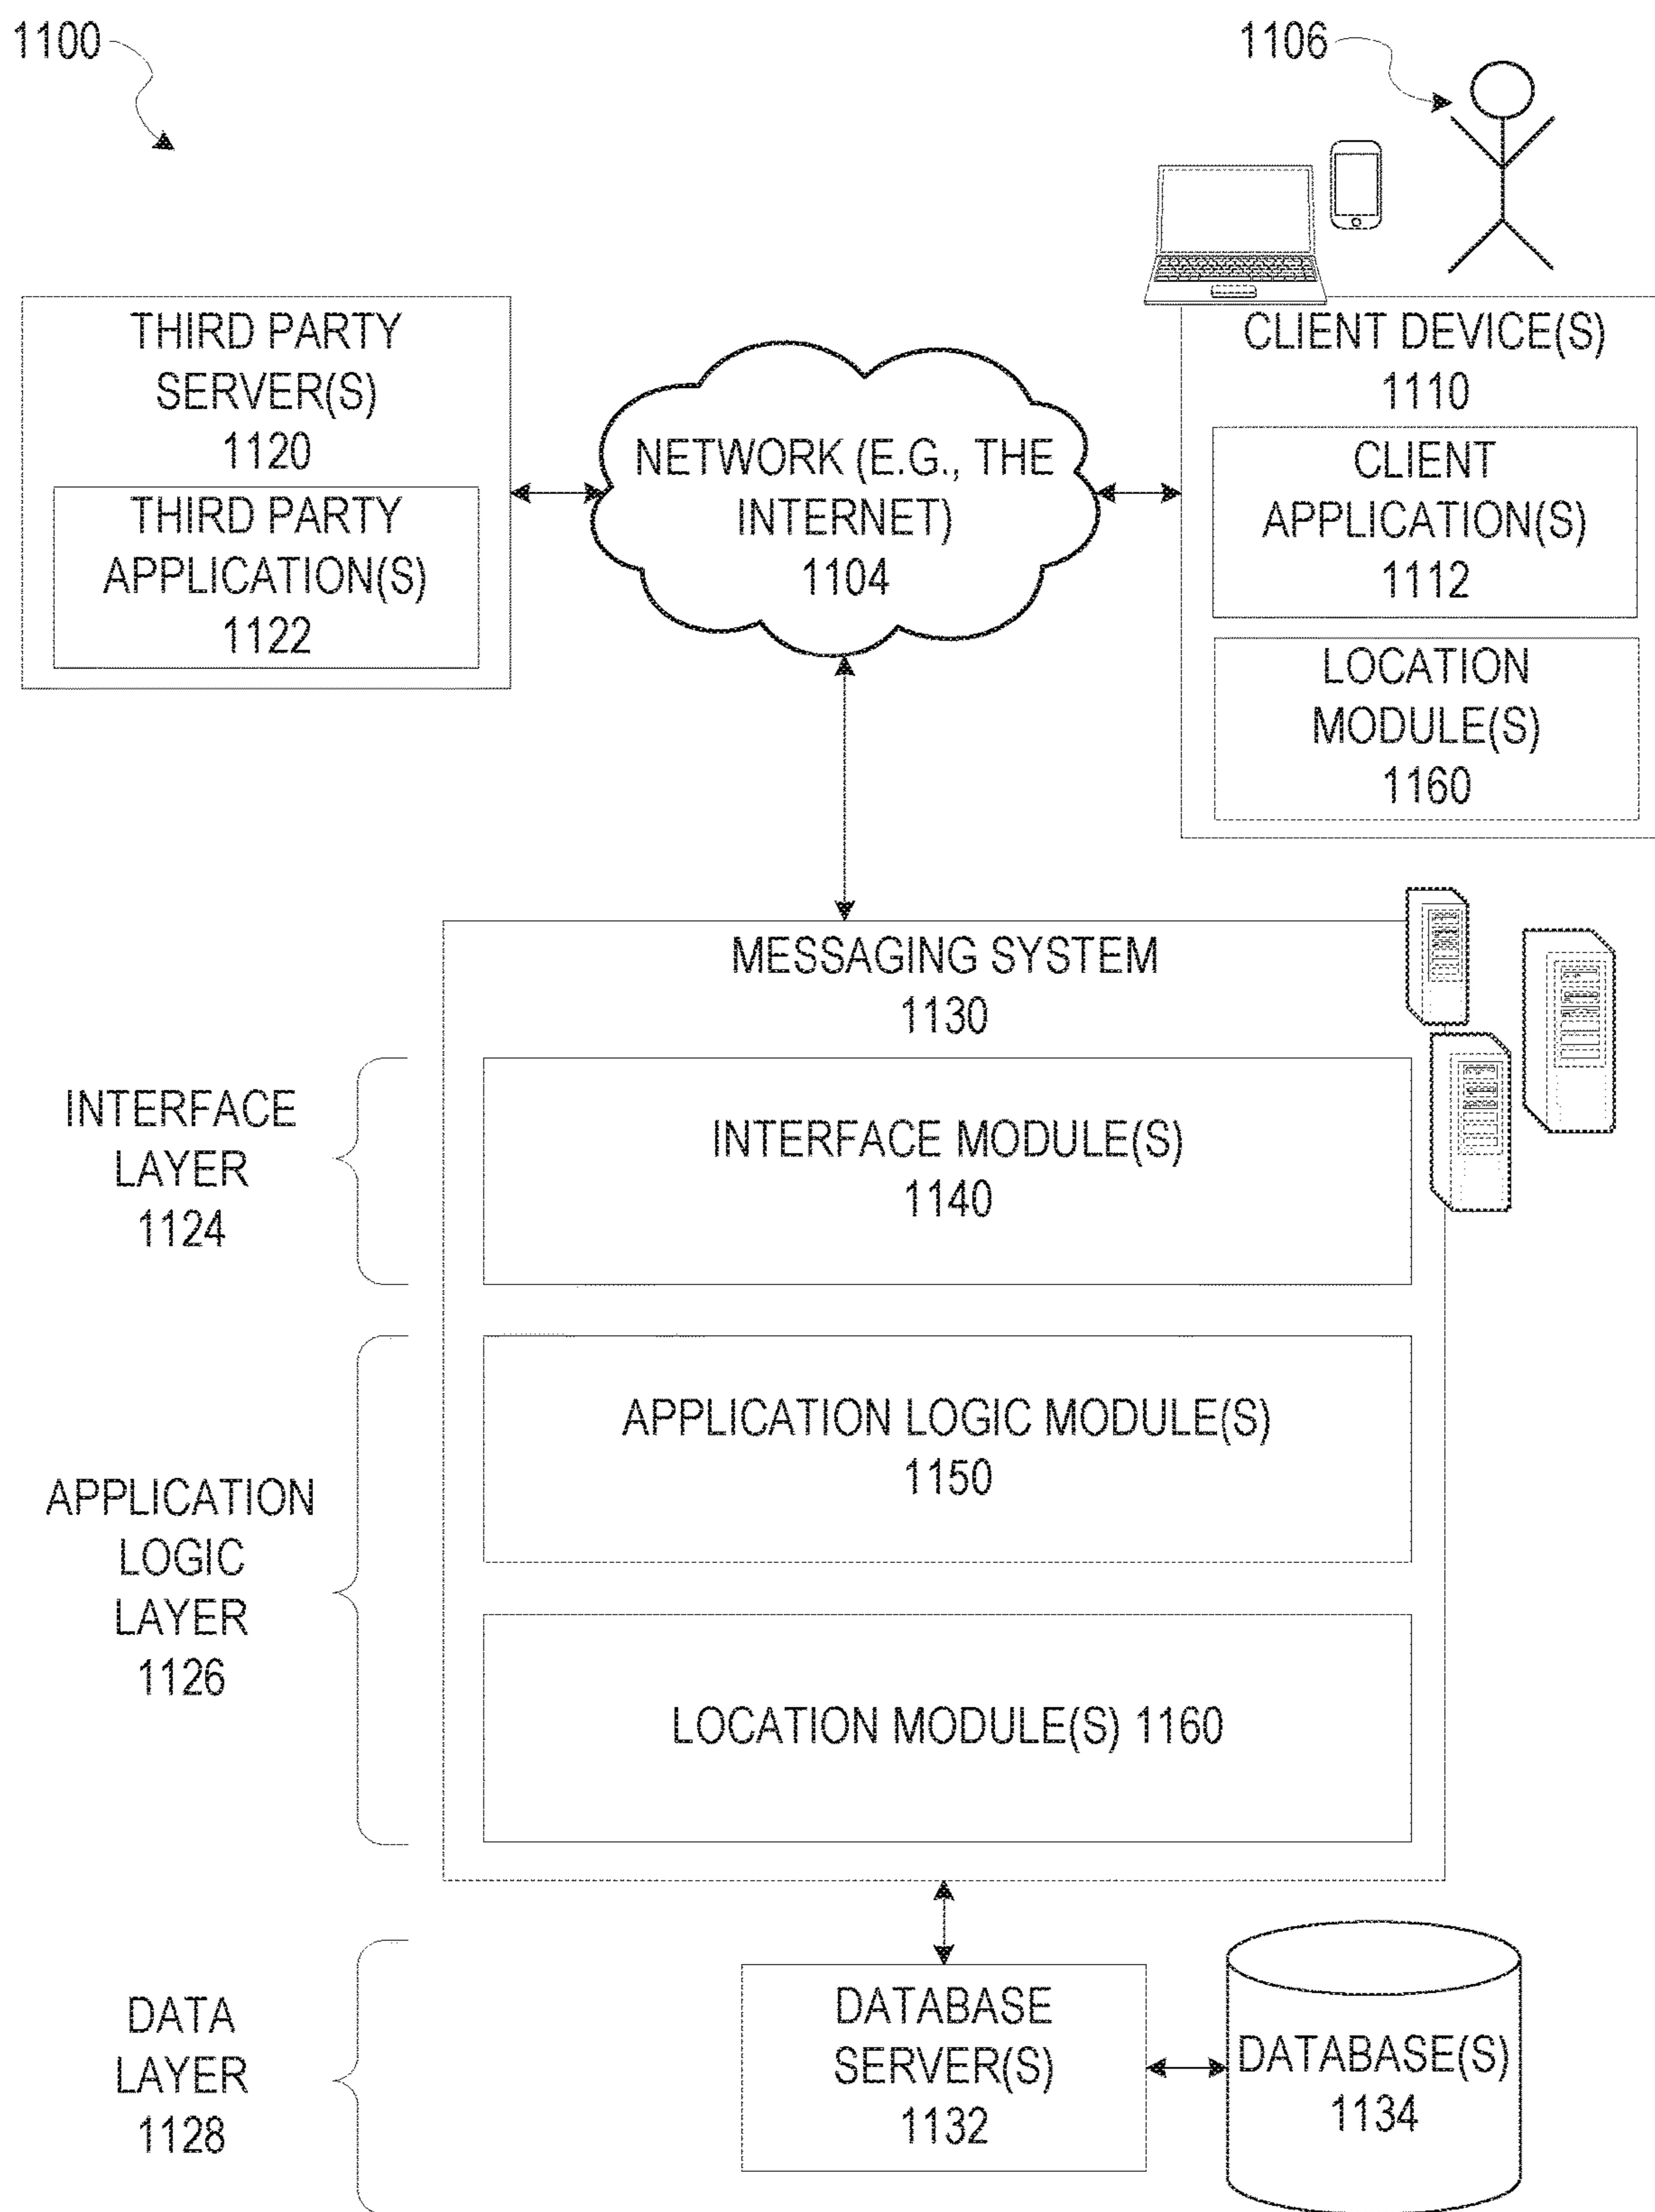 1100
1106
THIRD PARTY
SERVER(S)
1120
THIRD PARTY
APPLICATION(S)
1122
NETWORK (E.G., THE
INTERNET)
1104
CLIENT DEVICE(S)
1110
CLIENT
APPLICATION(S)
1112
LOCATION
MODULE(S)
1160
MESSAGING SYSTEM
1130
INTERFACE
LAYER
1124
INTERFACE MODULE(S)
1140
APPLICATION
LOGIC
LAYER
1126
APPLICATION LOGIC MODULE(S)
1150
LOCATION MODULE(S) 1160
DATA
LAYER
1128
DATABASE
SERVER(S)
1132
DATABASE(S)
1134